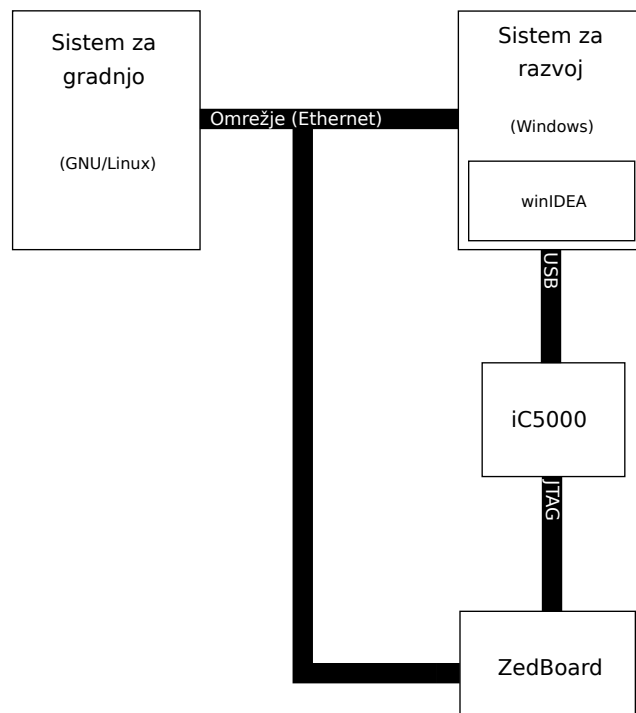 Sistem za
gradnjo
(GNU/Linux)
Omrežje (Ethernet)
Sistem za
razvoj
(Windows)
winIDEA
USB
iC5000
JTAG
ZedBoard